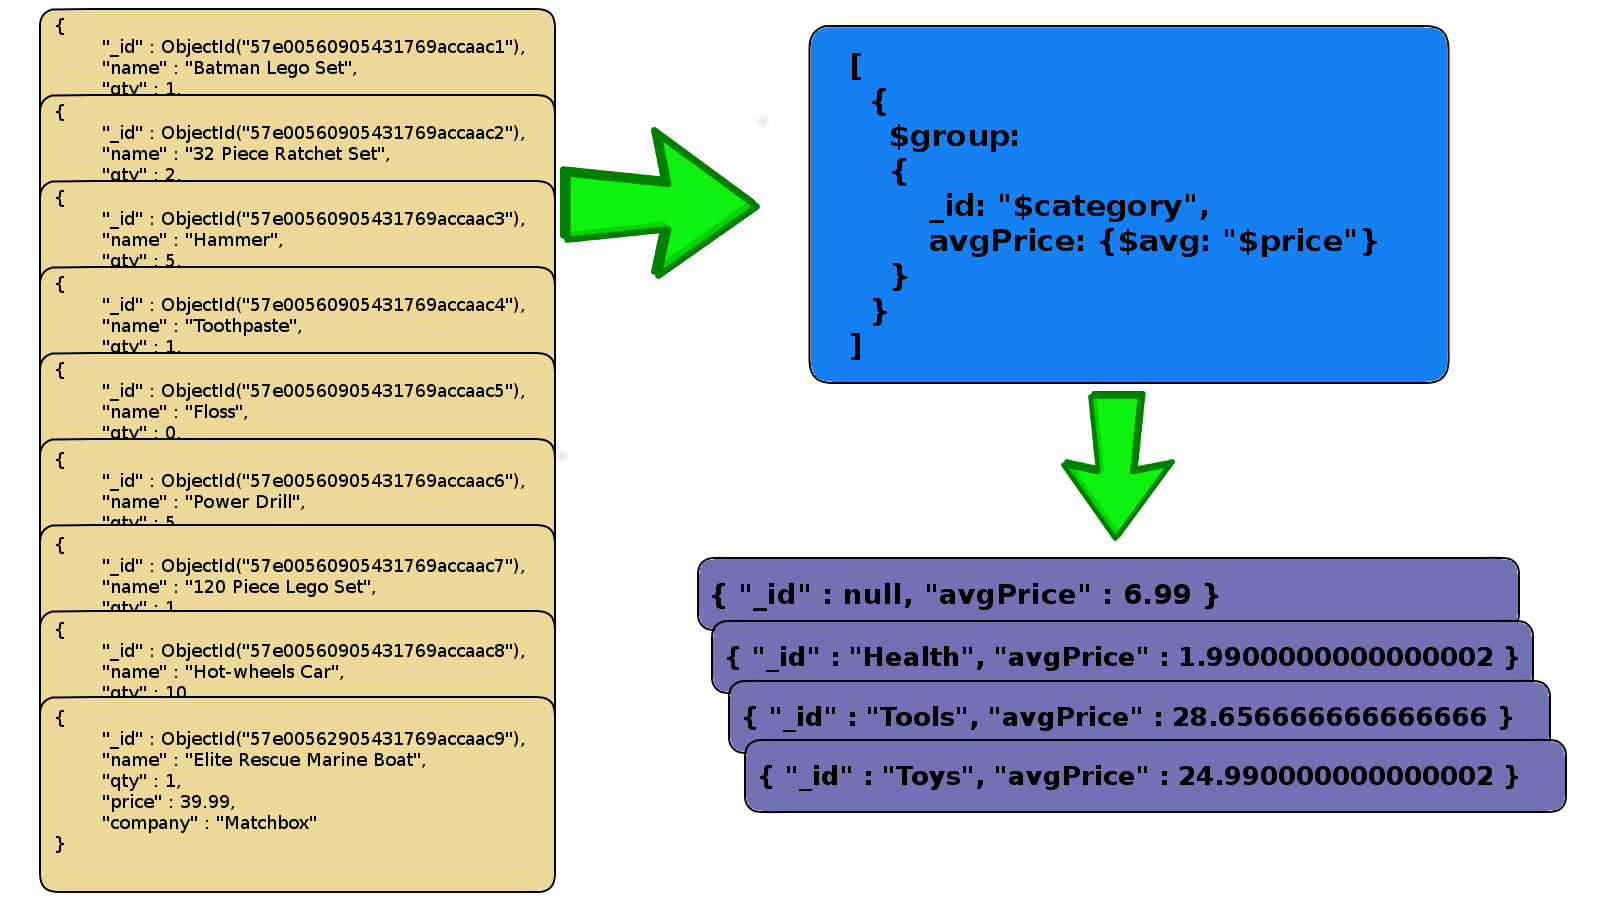 {
"_id" : ObjectId("57e00560905431769accaac1"),
"name" : "Batman Lego Set",
"qty" : 1,
{
"_id" : ObjectId("57e00560905431769accaac2"),
"name" : "32 Piece Ratchet Set",
"qty" : 2,
{
"_id" : ObjectId("57e00560905431769accaac3"),
"name" : "Hammer",
"qty" : 5,
{
"_id" : ObjectId("57e00560905431769accaac4"),
"name" : "Toothpaste",
"qty" : 1,
{
"_id" : ObjectId("57e00560905431769accaac5"),
"name" : "Floss",
"qty" : 0,
{
"_id" : ObjectId("57e00560905431769accaac6"),
"name" : "Power Drill",
"qty" : 5
{
"_id" : ObjectId("57e00560905431769accaac7"),
"name" : "120 Piece Lego Set",
"qty" : 1
{
"_id" : ObjectId("57e00560905431769accaac8"),
"name" : "Hot-wheels Car",
"qty" : 10
{
"_id" : ObjectId("57e00562905431769accaac9"),
"name" : "Elite Rescue Marine Boat",
"qty" : 1,
"price" : 39.99,
"company" : "Matchbox"
}
[
{
$group:
{
_id: "$category",
avgPrice: {$avg: "$price"}
}
}
]
{ "_id" : null, "avgPrice" : 6.99 }
{ "_id" : "Health", "avgPrice" : 1.9900000000000002 }
{ "_id" : "Tools", "avgPrice" : 28.656666666666666 }
{ "_id" : "Toys", "avgPrice" : 24.990000000000002 }